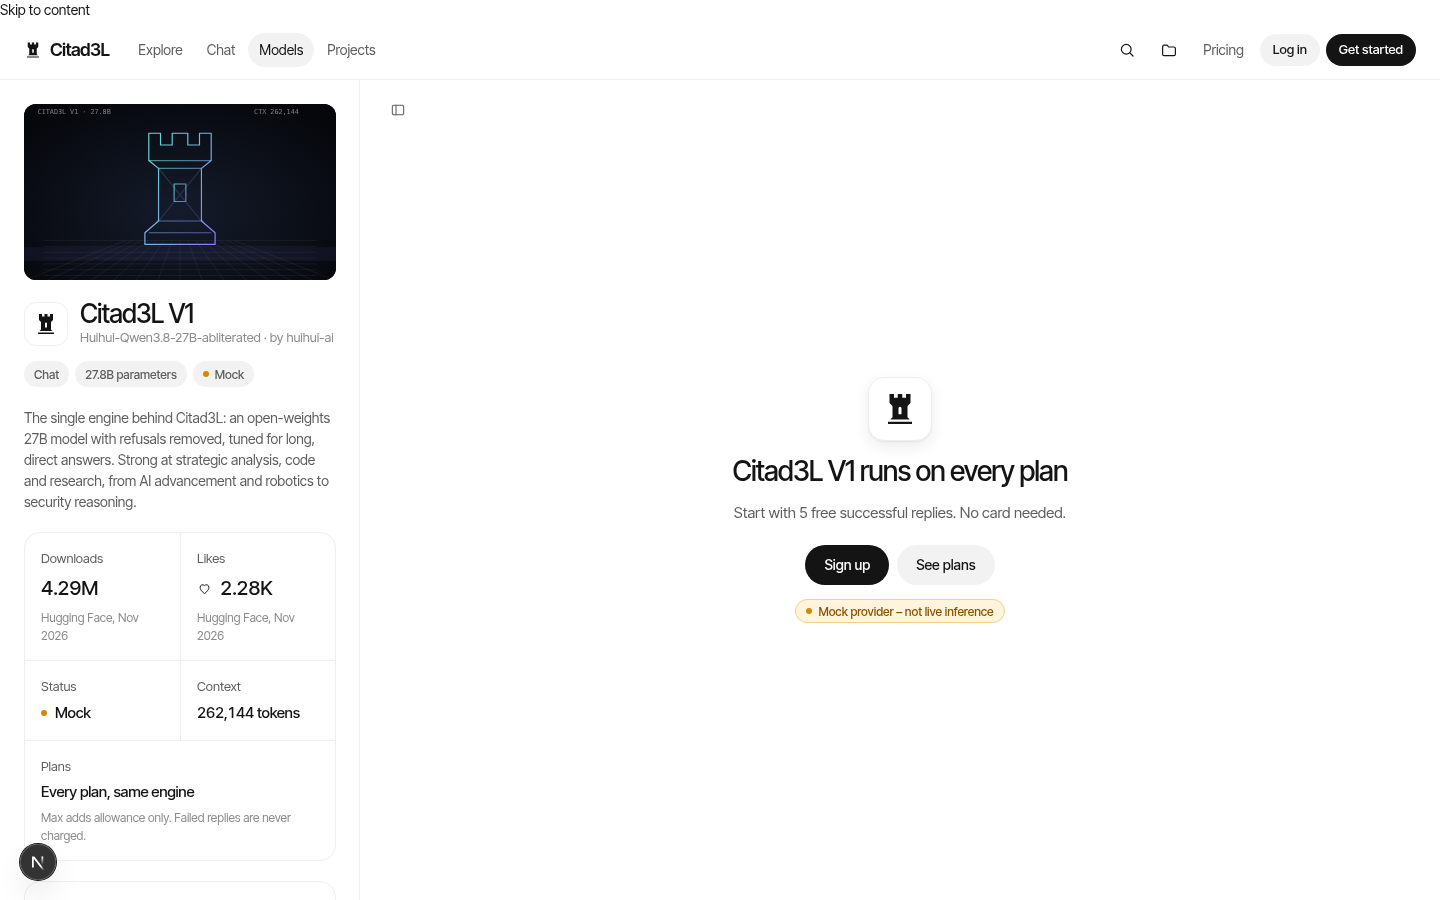 Skip to content
Citad3L
Explore
Chat
Models
Projects
Pricing
Log in
Get started
CITAD3L V1 · 27.8B
CTX 262,144
Citad3L V1
Huihui-Qwen3.8-27B-abliterated · by huihui-ai
Chat
27.8B parameters
Mock
The single engine behind Citad3L: an open-weights
27B model with refusals removed, tuned for long,
direct answers. Strong at strategic analysis, code
and research, from AI advancement and robotics to
security reasoning.
Downloads
4.29M
Hugging Face, Nov
2026
Likes
2.28K
Hugging Face, Nov
2026
Status
Mock
Context
262,144 tokens
Plans
Every plan, same engine
Max adds allowance only. Failed replies are never
charged.
N
Citad3L V1 runs on every plan
Start with 5 free successful replies. No card needed.
Sign up
See plans
Mock provider – not live inference